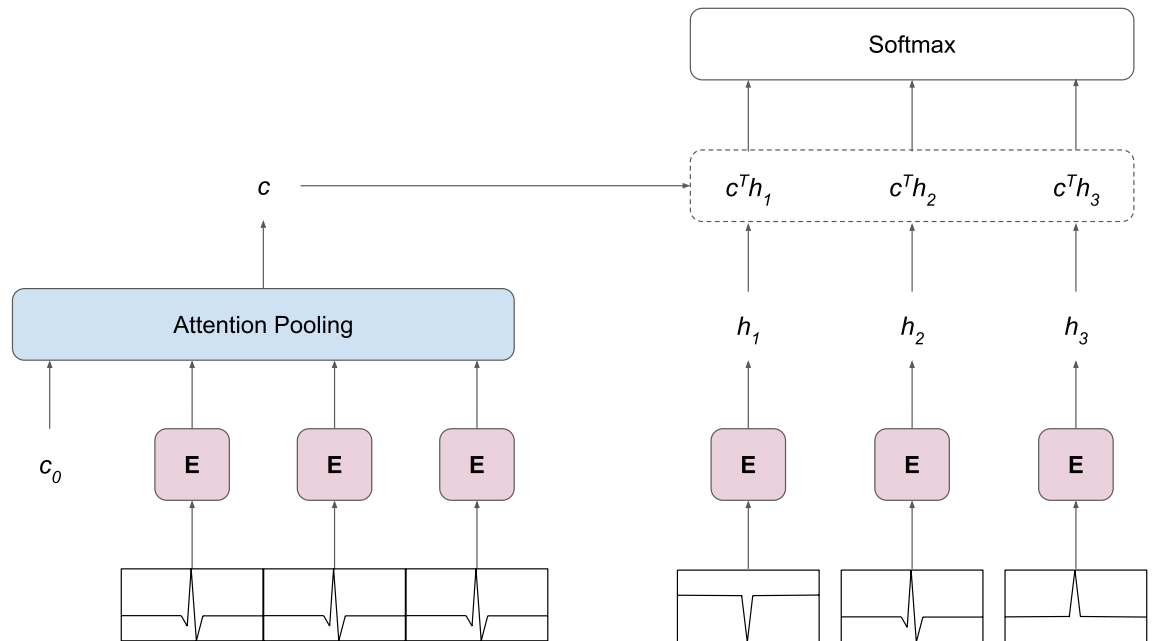 Softmax
c
cᵀh₁ cᵀh₂ cᵀh₃
Attention Pooling
h₁ h₂ h₃
c₀ E E E E E E